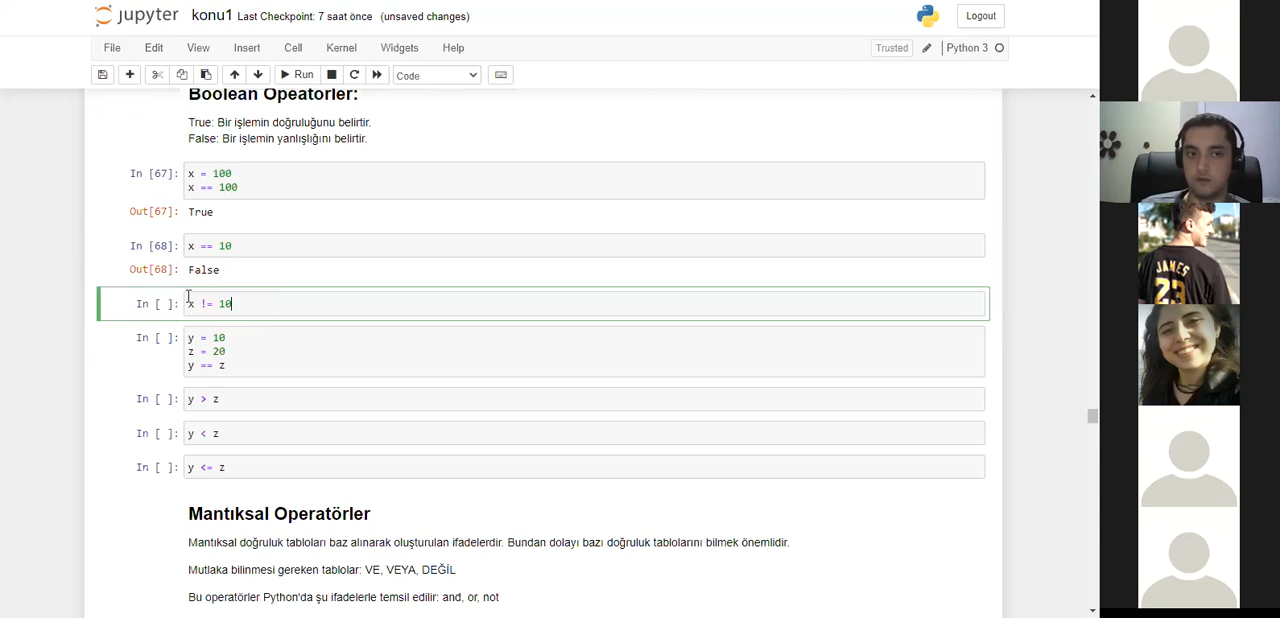 jupyter konu1 Last Checkpoint: 7 saat önce (unsaved changes) Logout
File Edit View Insert Cell Kernel Widgets Help Trusted Python 3
Run Code
Boolean Opeatörler:
True: Bir işlemin doğruluğunu belirtir.
False: Bir işlemin yanlışlığını belirtir.
In [67]: x = 100
x == 100
Out[67]: True
In [68]: x == 10
Out[68]: False
In [ ]: x != 10
In [ ]: y = 10
z = 20
y == z
In [ ]: y > z
In [ ]: y < z
In [ ]: y <= z
Mantıksal Operatörler
Mantıksal doğruluk tabloları baz alınarak oluşturulan ifadelerdir. Bundan dolayı bazı doğruluk tablolarını bilmek önemlidir.
Mutlaka bilinmesi gereken tablolar: VE, VEYA, DEĞİL
Bu operatörler Python'da şu ifadelerle temsil edilir: and, or, not
JAMES
23